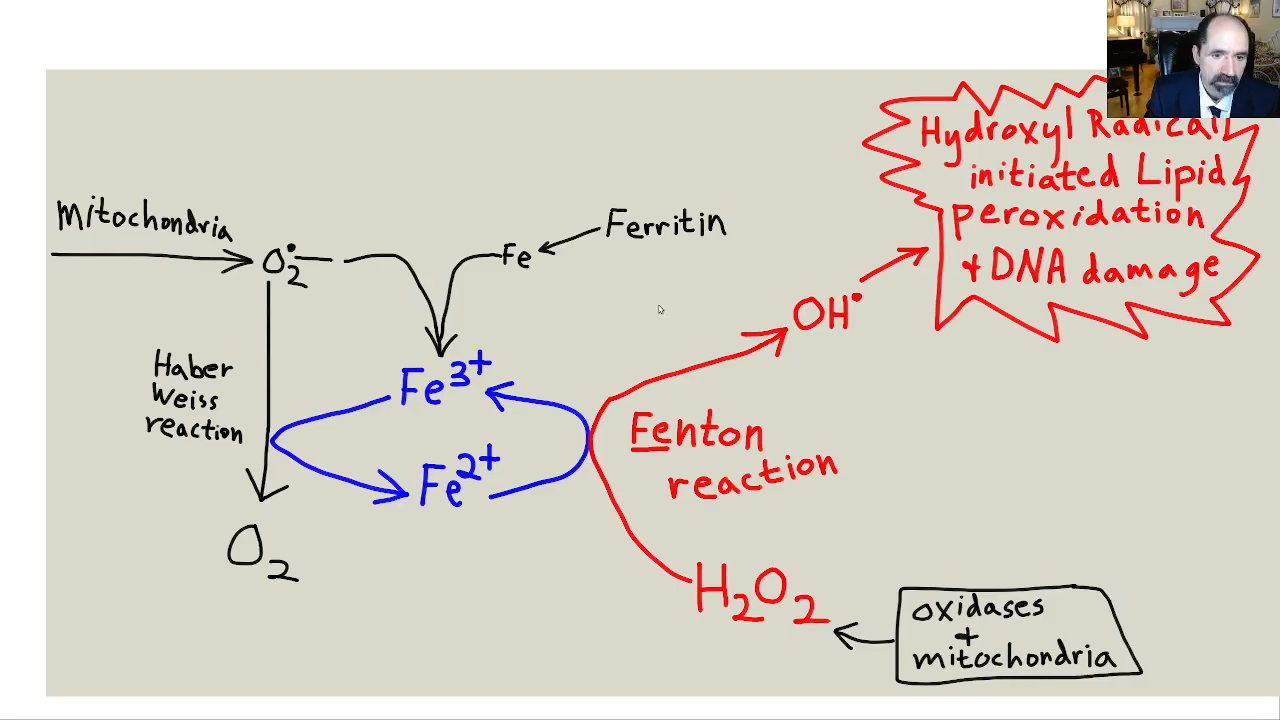 Mitochondria
O₂•–
Fe
Ferritin
Haber
Weiss
reaction
O₂
Fe³⁺
Fe²⁺
Fenton
reaction
OH•
H₂O₂
oxidases
+
mitochondria
Hydroxyl Radical
initiated Lipid
peroxidation
+ DNA damage